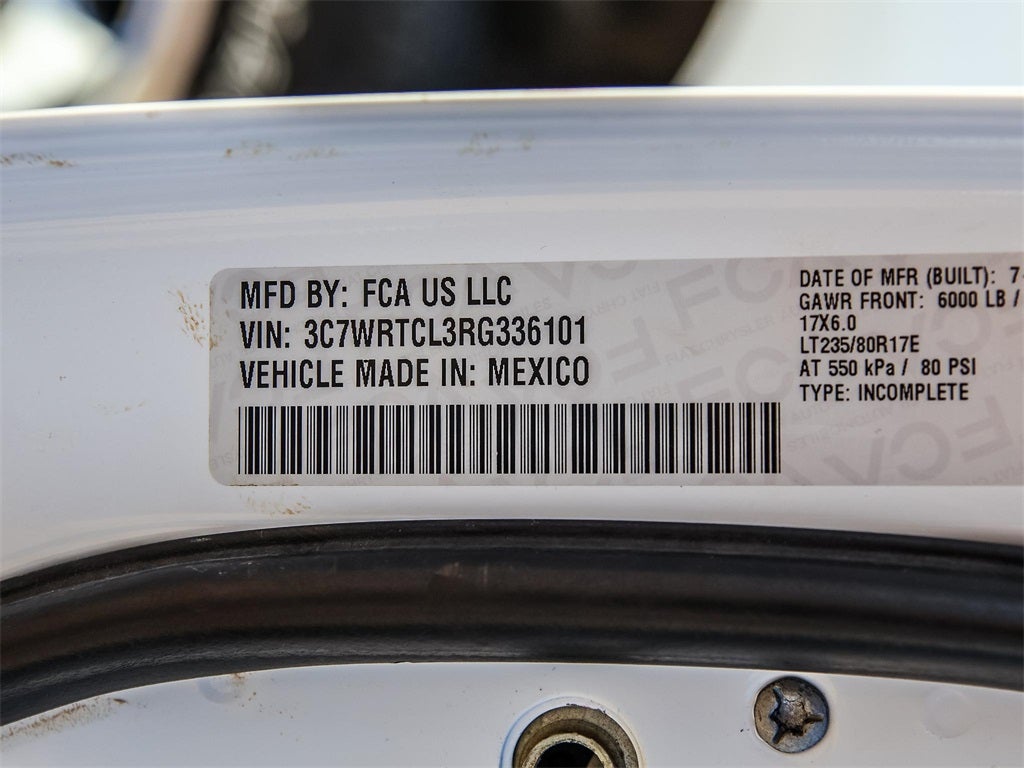 MFD BY: FCA US LLC
VIN: 3C7WRTCL3RG336101
VEHICLE MADE IN: MEXICO
DATE OF MFR (BUILT): 7-
GAWR FRONT: 6000 LB /
17X6.0
LT235/80R17E
AT 550 kPa / 80 PSI
TYPE: INCOMPLETE